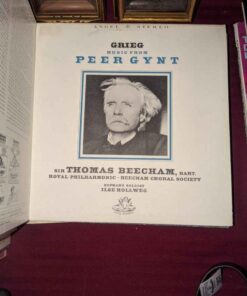 ANGEL STEREO
GRIEG
MUSIC FROM
PEER GYNT
SIR THOMAS BEECHAM, BART.
ROYAL PHILHARMONIC - BEECHAM CHORAL SOCIETY
SOPRANO SOLOIST
ILSE HOLLWEG